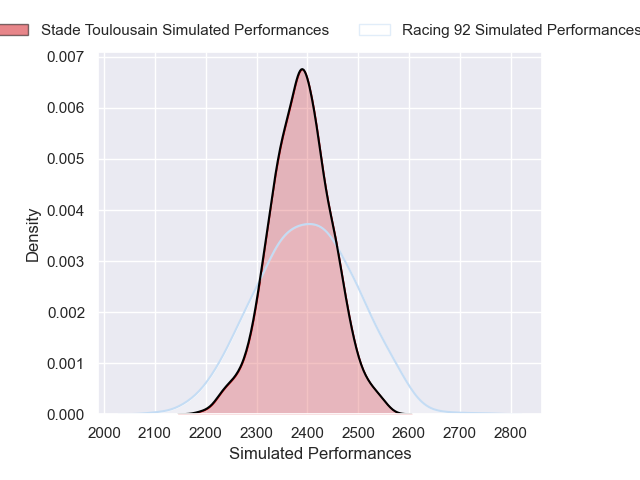 Stade Toulousain Simulated Performances Racing 92 Simulated Performances
0.007
0.006
0.005
0.004
0.003
0.002
0.001
0.000
Density
2000 2100 2200 2300 2400 2500 2600 2700 2800
Simulated Performances